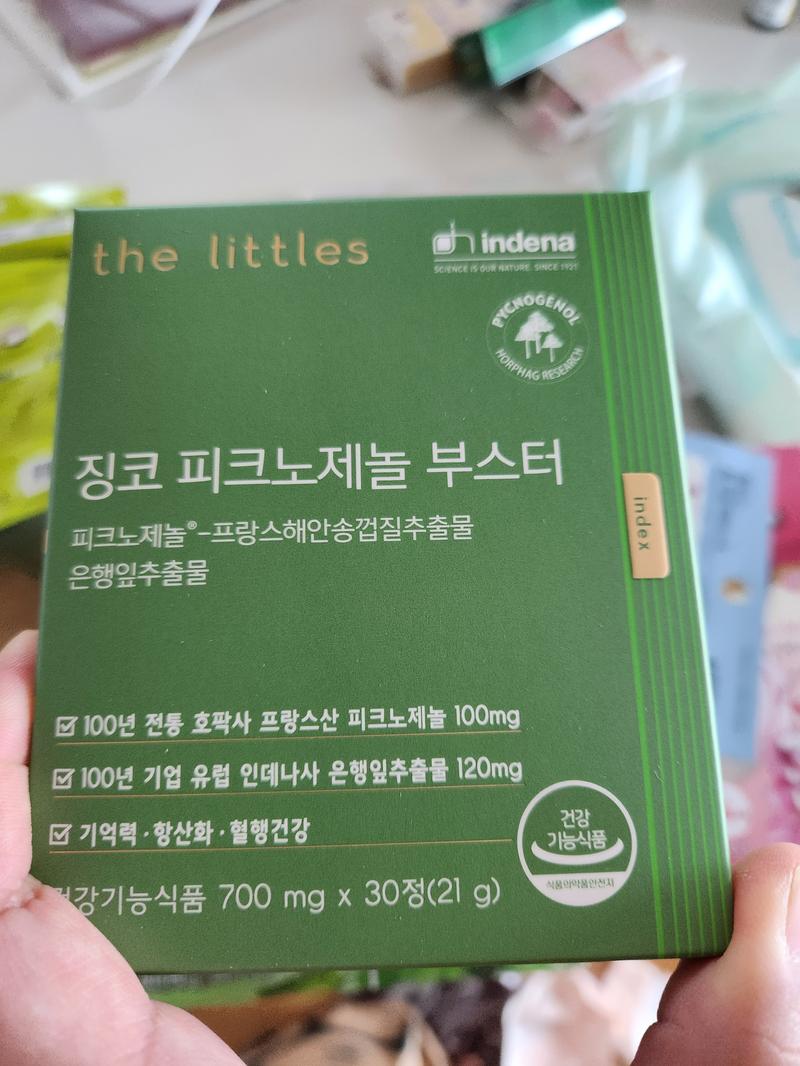 the littles
indena
SCIENCE IS OUR NATURE. SINCE 1921
PYCNOGENOL
HORPHAG RESEARCH
징코 피크노제놀 부스터
피크노제놀®-프랑스해안송껍질추출물
은행잎추출물
index
☑ 100년 전통 호팍사 프랑스산 피크노제놀 100mg
☑ 100년 기업 유럽 인데나사 은행잎추출물 120mg
☑ 기억력·항산화·혈행건강
건강
기능식품
식품의약품안전처
건강기능식품 700 mg x 30정(21 g)